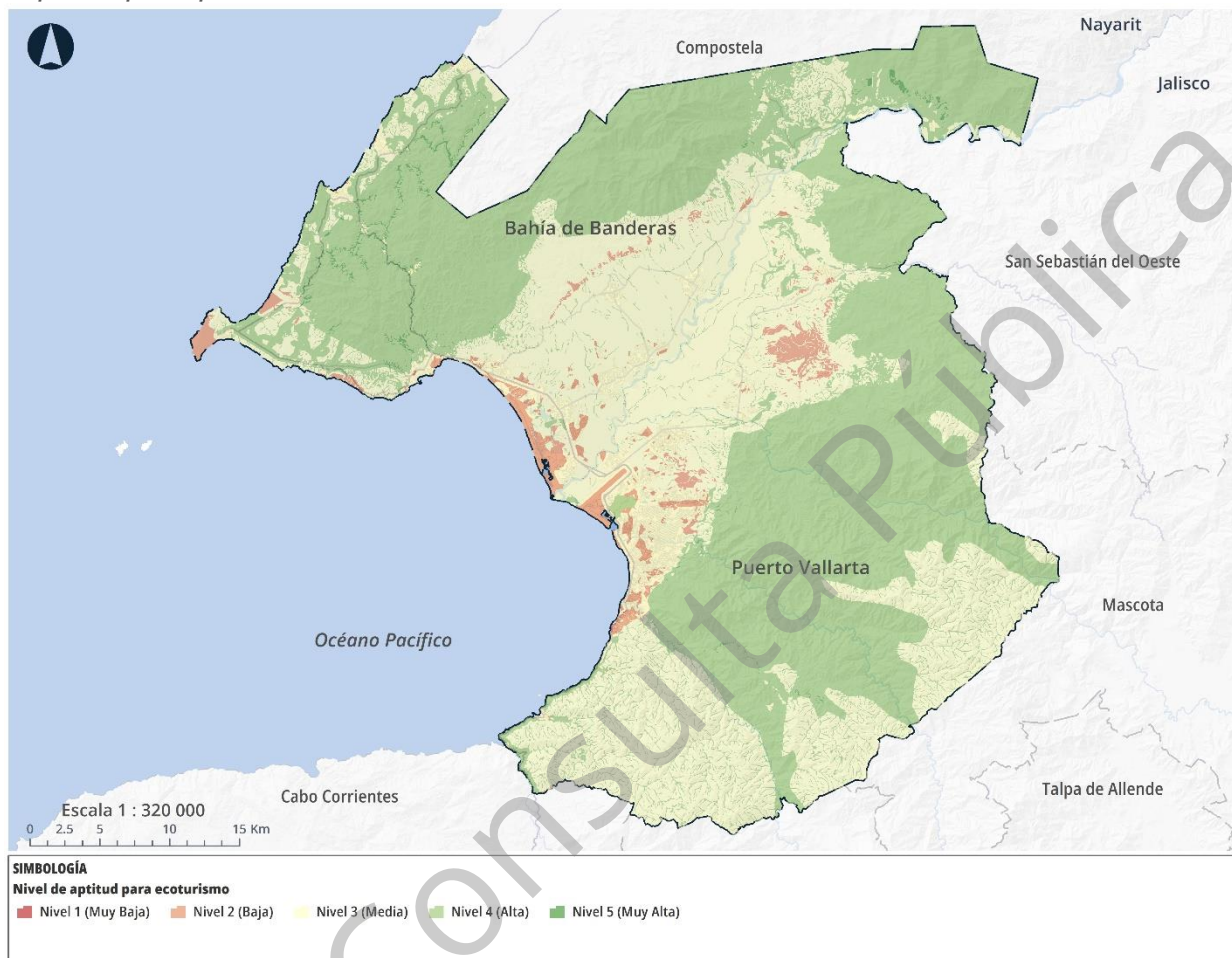 Nayarit
Compostela
Jalisco
Bahía de Banderas
San Sebastián del Oeste
Puerto Vallarta
Mascota
Océano Pacífico
Talpa de Allende
Cabo Corrientes
Escala 1 : 320 000
0 2.5 5 10 15 Km
Consulta Pública
SIMBOLOGÍA
Nivel de aptitud para ecoturismo
Nivel 1 (Muy Baja) Nivel 2 (Baja) Nivel 3 (Media) Nivel 4 (Alta) Nivel 5 (Muy Alta)